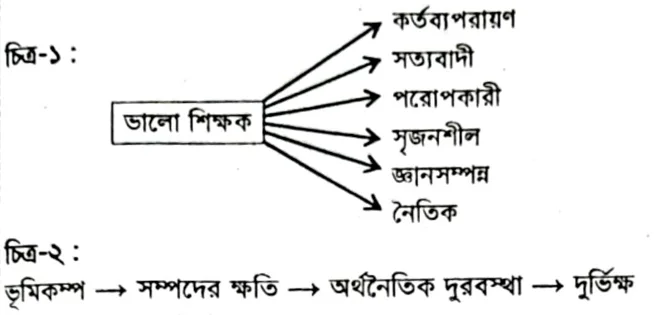 চিত্র-১ :
ভালো শিক্ষক
কর্তব্যপরায়ণ
সত্যবাদী
পরোপকারী
সৃজনশীল
জ্ঞানসম্পন্ন
নৈতিক
চিত্র-২ :
ভূমিকম্প → সম্পদের ক্ষতি → অর্থনৈতিক দুরবস্থা → দুর্ভিক্ষ